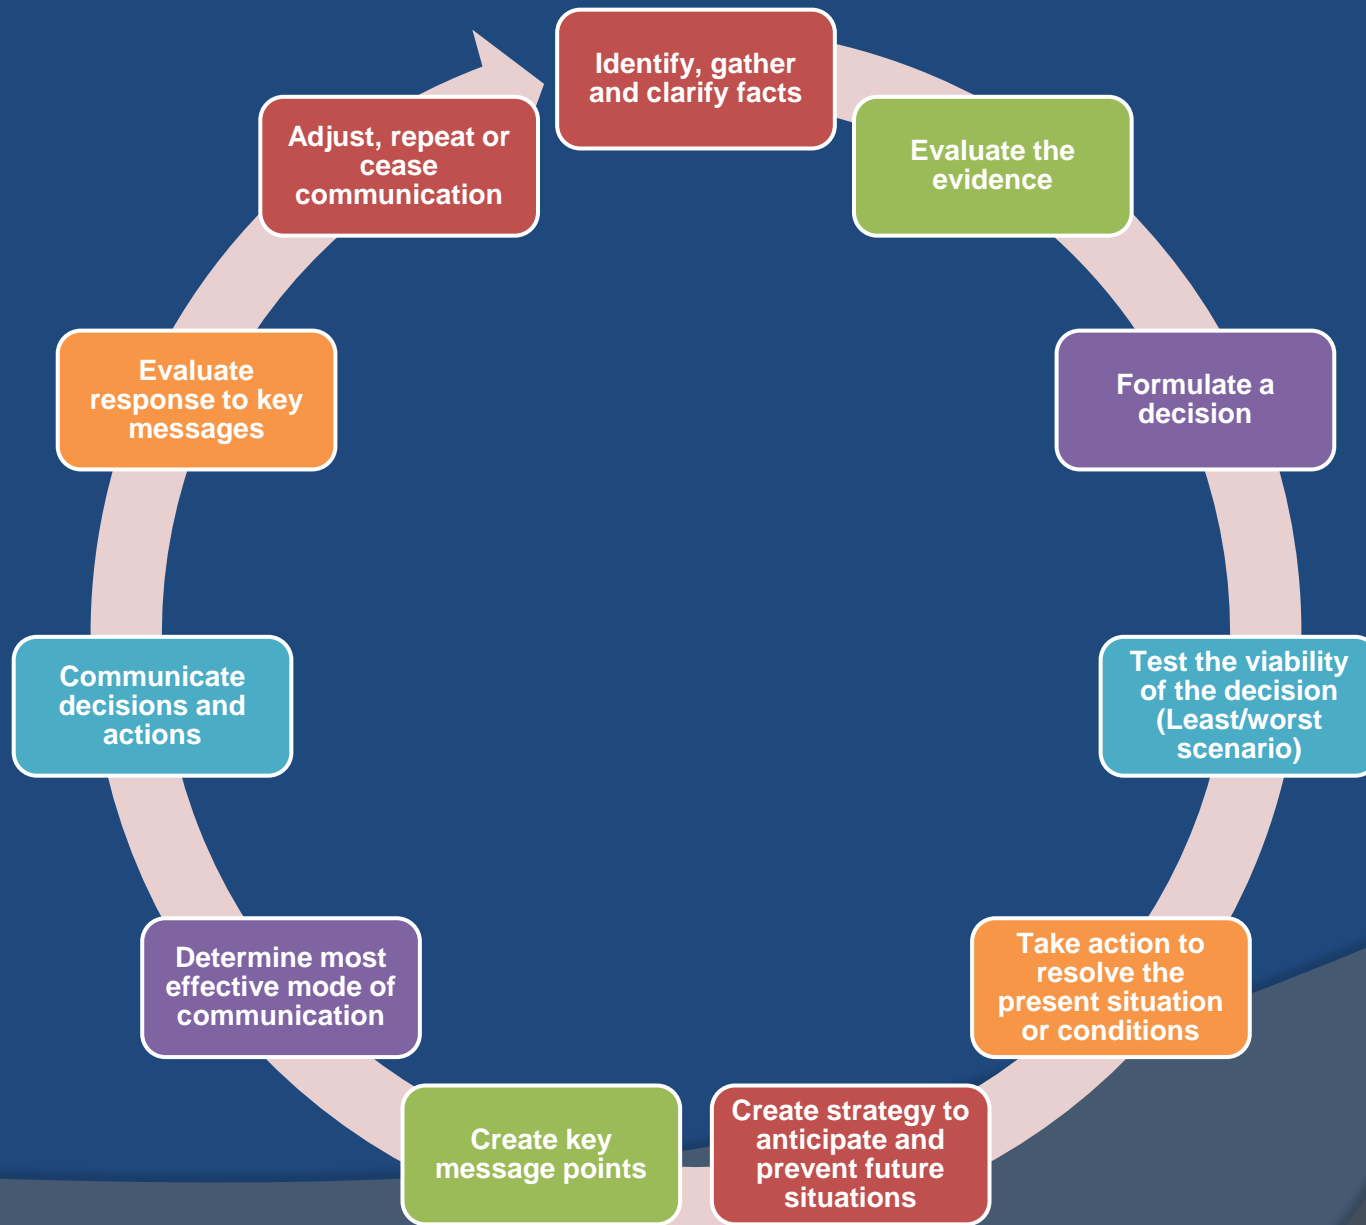 Identify, gather
and clarify facts
Evaluate the
evidence
Formulate a
decision
Test the viability
of the decision
(Least/worst
scenario)
Take action to
resolve the
present situation
or conditions
Create strategy to
anticipate and
prevent future
situations
Create key
message points
Determine most
effective mode of
communication
Communicate
decisions and
actions
Evaluate
response to key
messages
Adjust, repeat or
cease
communication